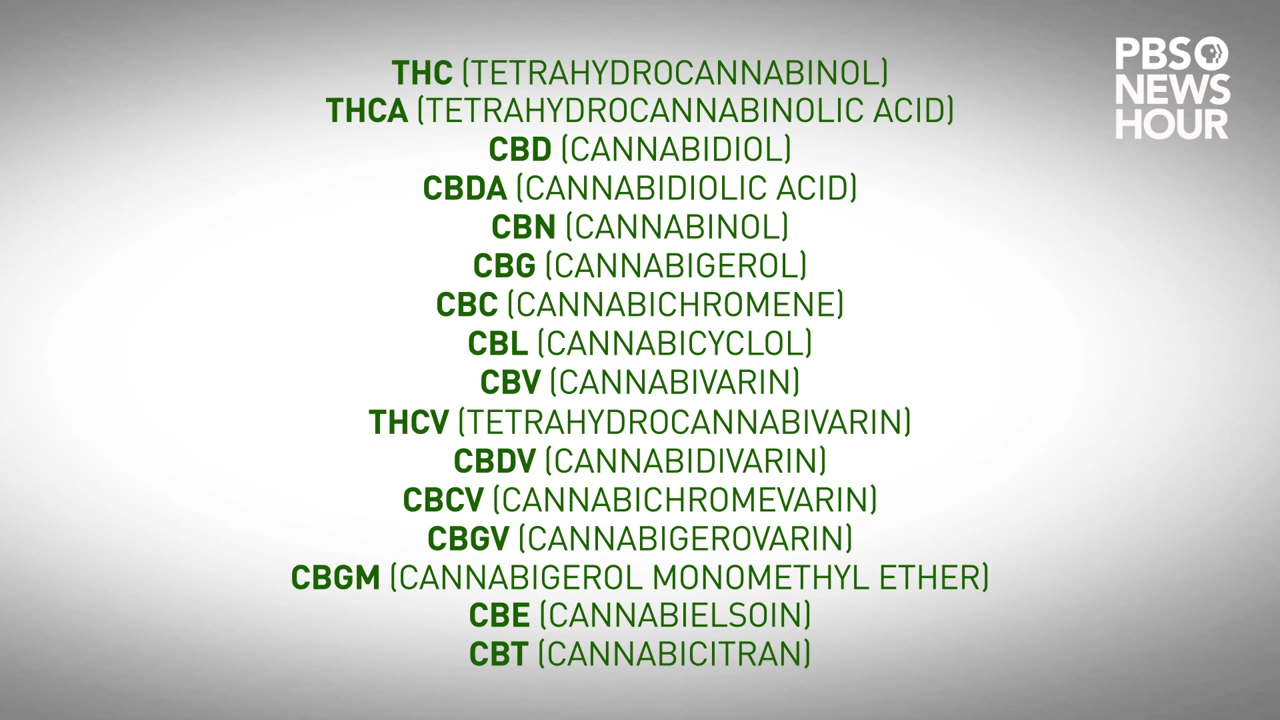 THC (TETRAHYDROCANNABINOL)
THCA (TETRAHYDROCANNABINOLIC ACID)
CBD (CANNABIDIOL)
CBDA (CANNABIDIOLIC ACID)
CBN (CANNABINOL)
CBG (CANNABIGEROL)
CBC (CANNABICHROMENE)
CBL (CANNABICYCLOL)
CBV (CANNABIVARIN)
THCV (TETRAHYDROCANNABIVARIN)
CBDV (CANNABIDIVARIN)
CBCV (CANNABICHROMEVARIN)
CBGV (CANNABIGEROVARIN)
CBGM (CANNABIGEROL MONOMETHYL ETHER)
CBE (CANNABIELSOIN)
CBT (CANNABICITRAN)
PBS
NEWS
HOUR